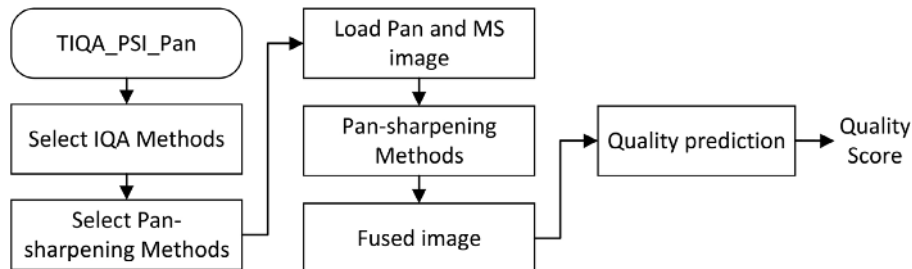 TIQA_PSI_Pan
Select IQA Methods
Select Pan-
sharpening Methods
Load Pan and MS
image
Pan-sharpening
Methods
Fused image
Quality prediction
Quality
Score